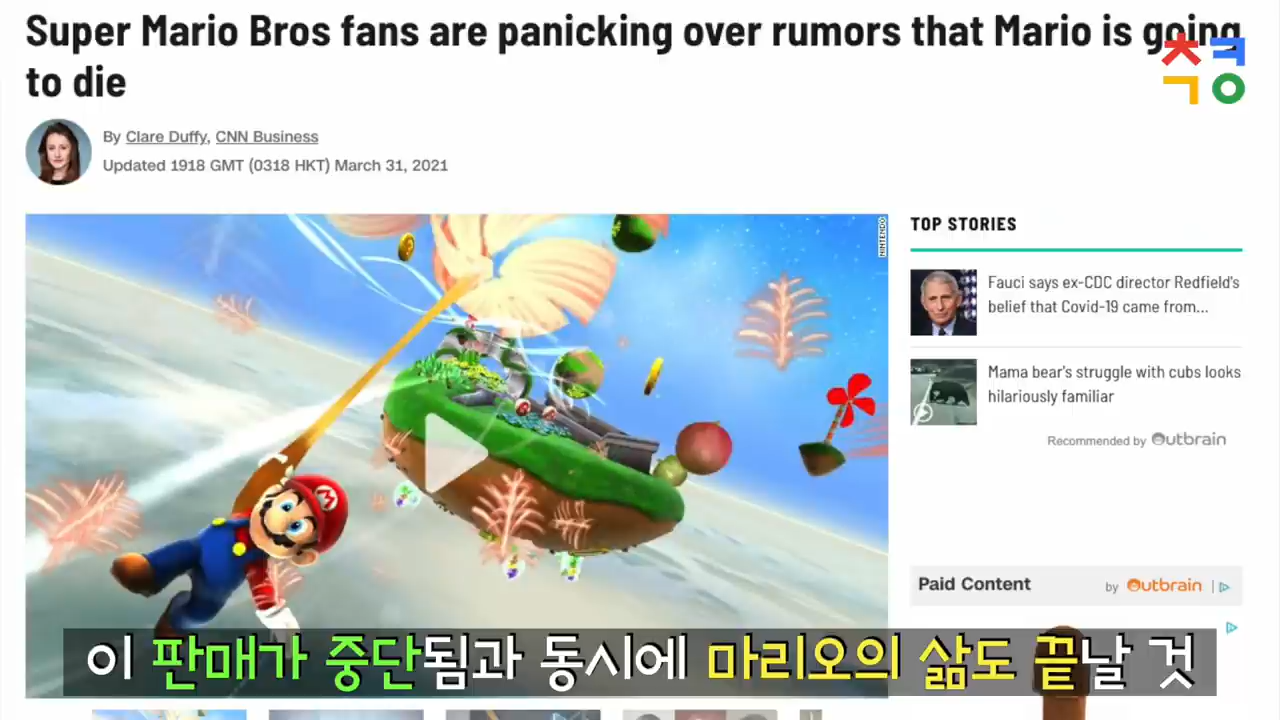 Super Mario Bros fans are panicking over rumors that Mario is going
to die
척
킹
By Clare Duffy, CNN Business
Updated 1918 GMT (0318 HKT) March 31, 2021
NINTENDO
TOP STORIES
Fauci says ex-CDC director Redfield's
belief that Covid-19 came from...
Mama bear's struggle with cubs looks
hilariously familiar
Recommended by Outbrain
Paid Content
by Outbrain
M
이 판매가 중단됨과 동시에 마리오의 삶도 끝날 것